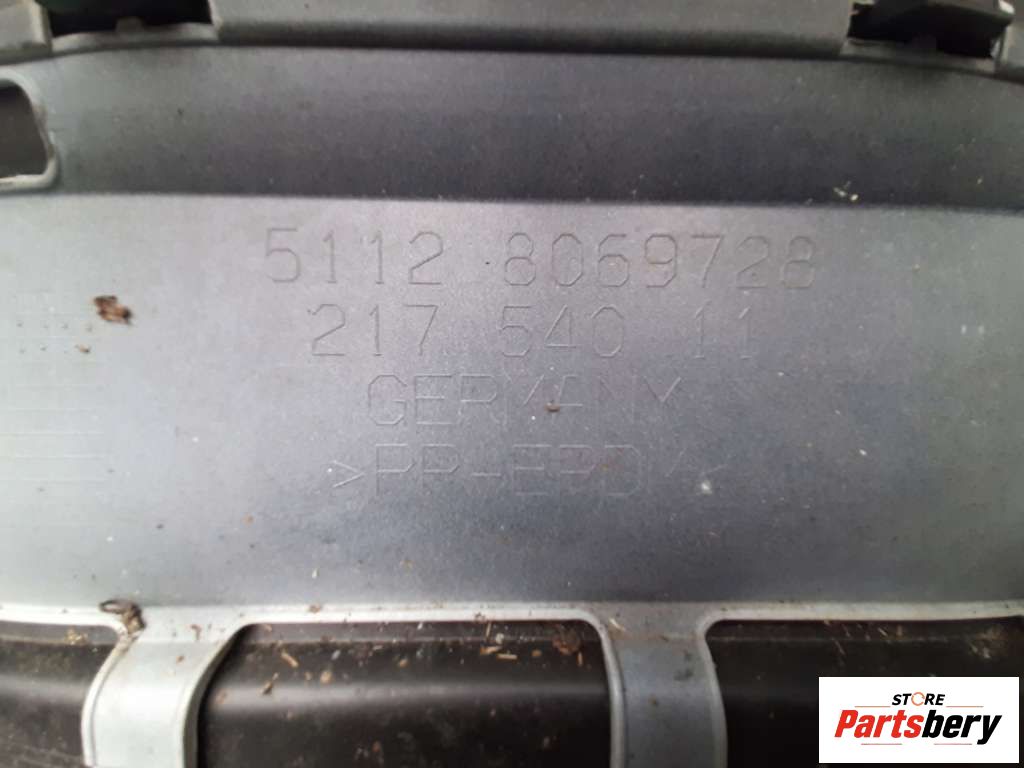 5112 8069728
217 540 11
GERMANY
>PP-EPDM<
STORE
Partsbery